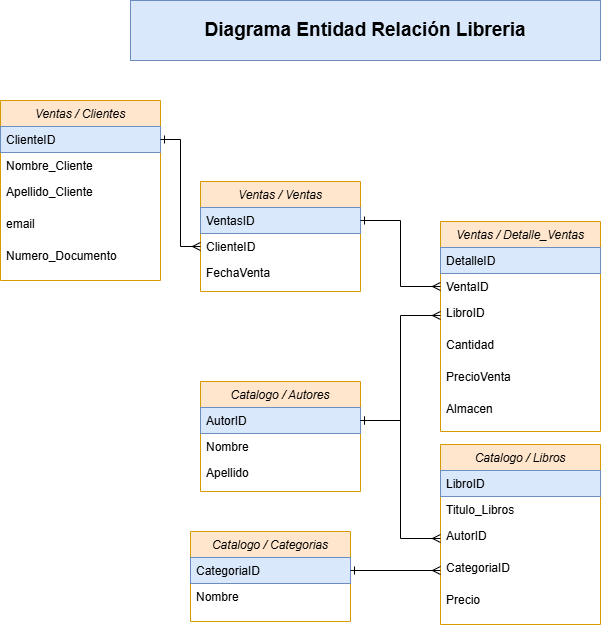 Diagrama Entidad Relación Libreria
Ventas / Clientes
ClienteID
Nombre_Cliente
Apellido_Cliente
email
Numero_Documento
Ventas / Ventas
VentasID
ClienteID
FechaVenta
Ventas / Detalle_Ventas
DetalleID
VentaID
LibroID
Cantidad
PrecioVenta
Almacen
Catalogo / Autores
AutorID
Nombre
Apellido
Catalogo / Libros
LibroID
Titulo_Libros
AutorID
CategoriaID
Precio
Catalogo / Categorias
CategoriaID
Nombre